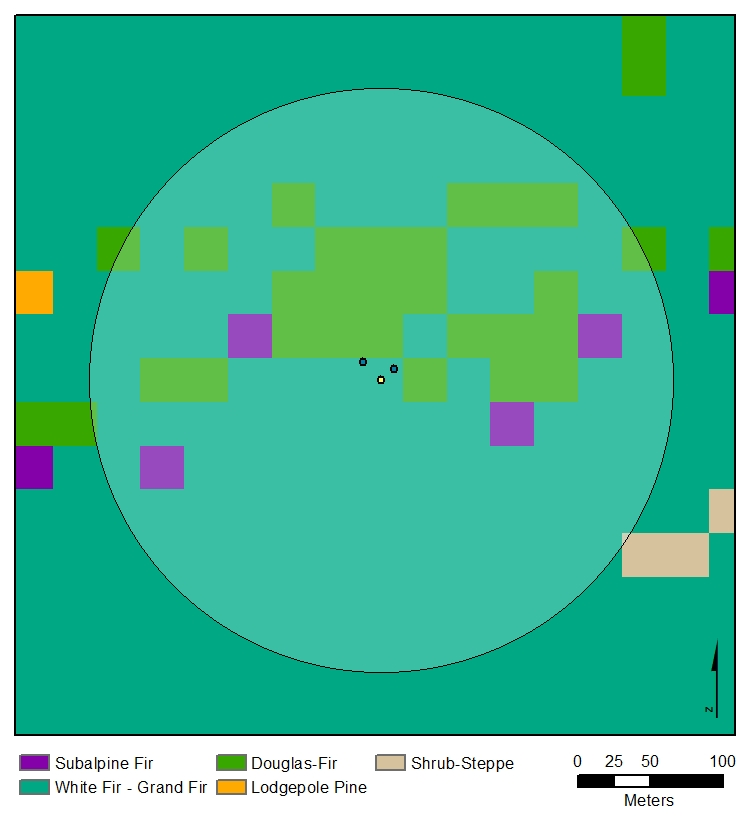 N
Subalpine Fir Douglas-Fir Shrub-Steppe
White Fir - Grand Fir Lodgepole Pine
0 25 50 100
Meters